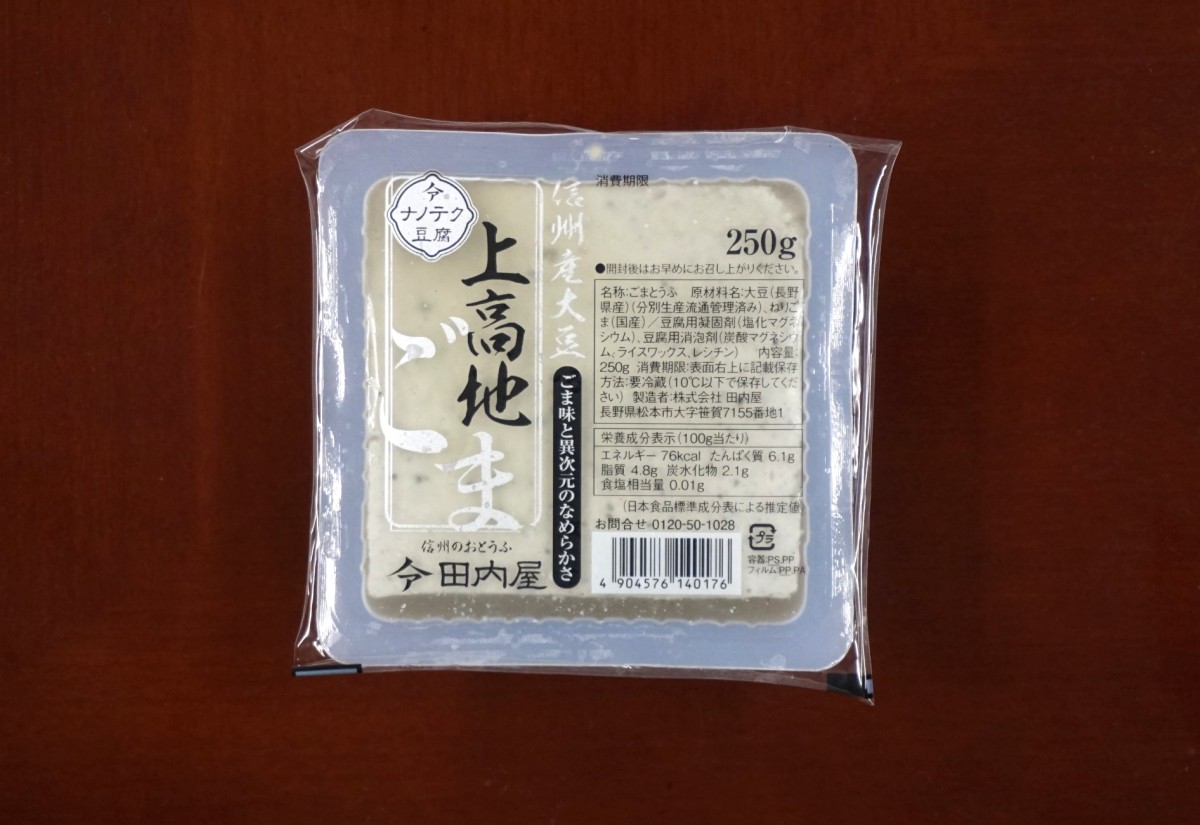 令
ナノテク
豆腐
上高地
ごま
信州産大豆
ごま味と異次元のなめらかさ
信州のおとうふ
令田内屋
消費期限
250g
●開封後はお早めにお召し上がりください。
名称:ごまとうふ 原材料名:大豆(長野
県産)(分別生産流通管理済み)、ねりご
ま(国産)/豆腐用凝固剤(塩化マグネ
シウム)、豆腐用消泡剤(炭酸マグネシウ
ム、ライスワックス、レシチン) 内容量:
250g 消費期限:表面右上に記載保存
方法:要冷蔵(10℃以下で保存してくだ
さい) 製造者:株式会社 田内屋
長野県松本市大字笹賀7155番地1
栄養成分表示(100g当たり)
エネルギー 76kcal たんぱく質 6.1g
脂質 4.8g 炭水化物 2.1g
食塩相当量 0.01g
(日本食品標準成分表による推定値
お問合せ 0120-50-1028
4 904576 140176
プラ
容器:PS,PP
フィルム:PP,PA